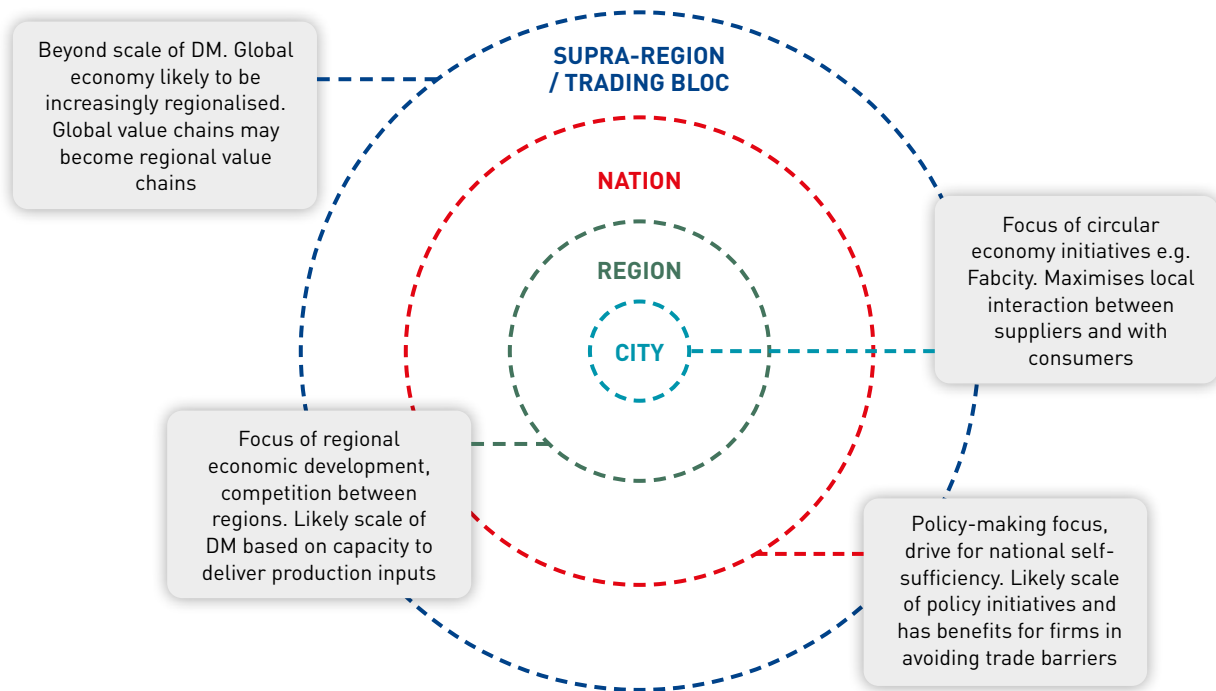 Beyond scale of DM. Global
economy likely to be
increasingly regionalised.
Global value chains may
become regional value
chains
SUPRA-REGION
/ TRADING BLOC
NATION
REGION
CITY
Focus of circular
economy initiatives e.g.
Fabcity. Maximises local
interaction between
suppliers and with
consumers
Focus of regional
economic development,
competition between
regions. Likely scale of
DM based on capacity to
deliver production inputs
Policy-making focus,
drive for national self-
sufficiency. Likely scale
of policy initiatives and
has benefits for firms in
avoiding trade barriers